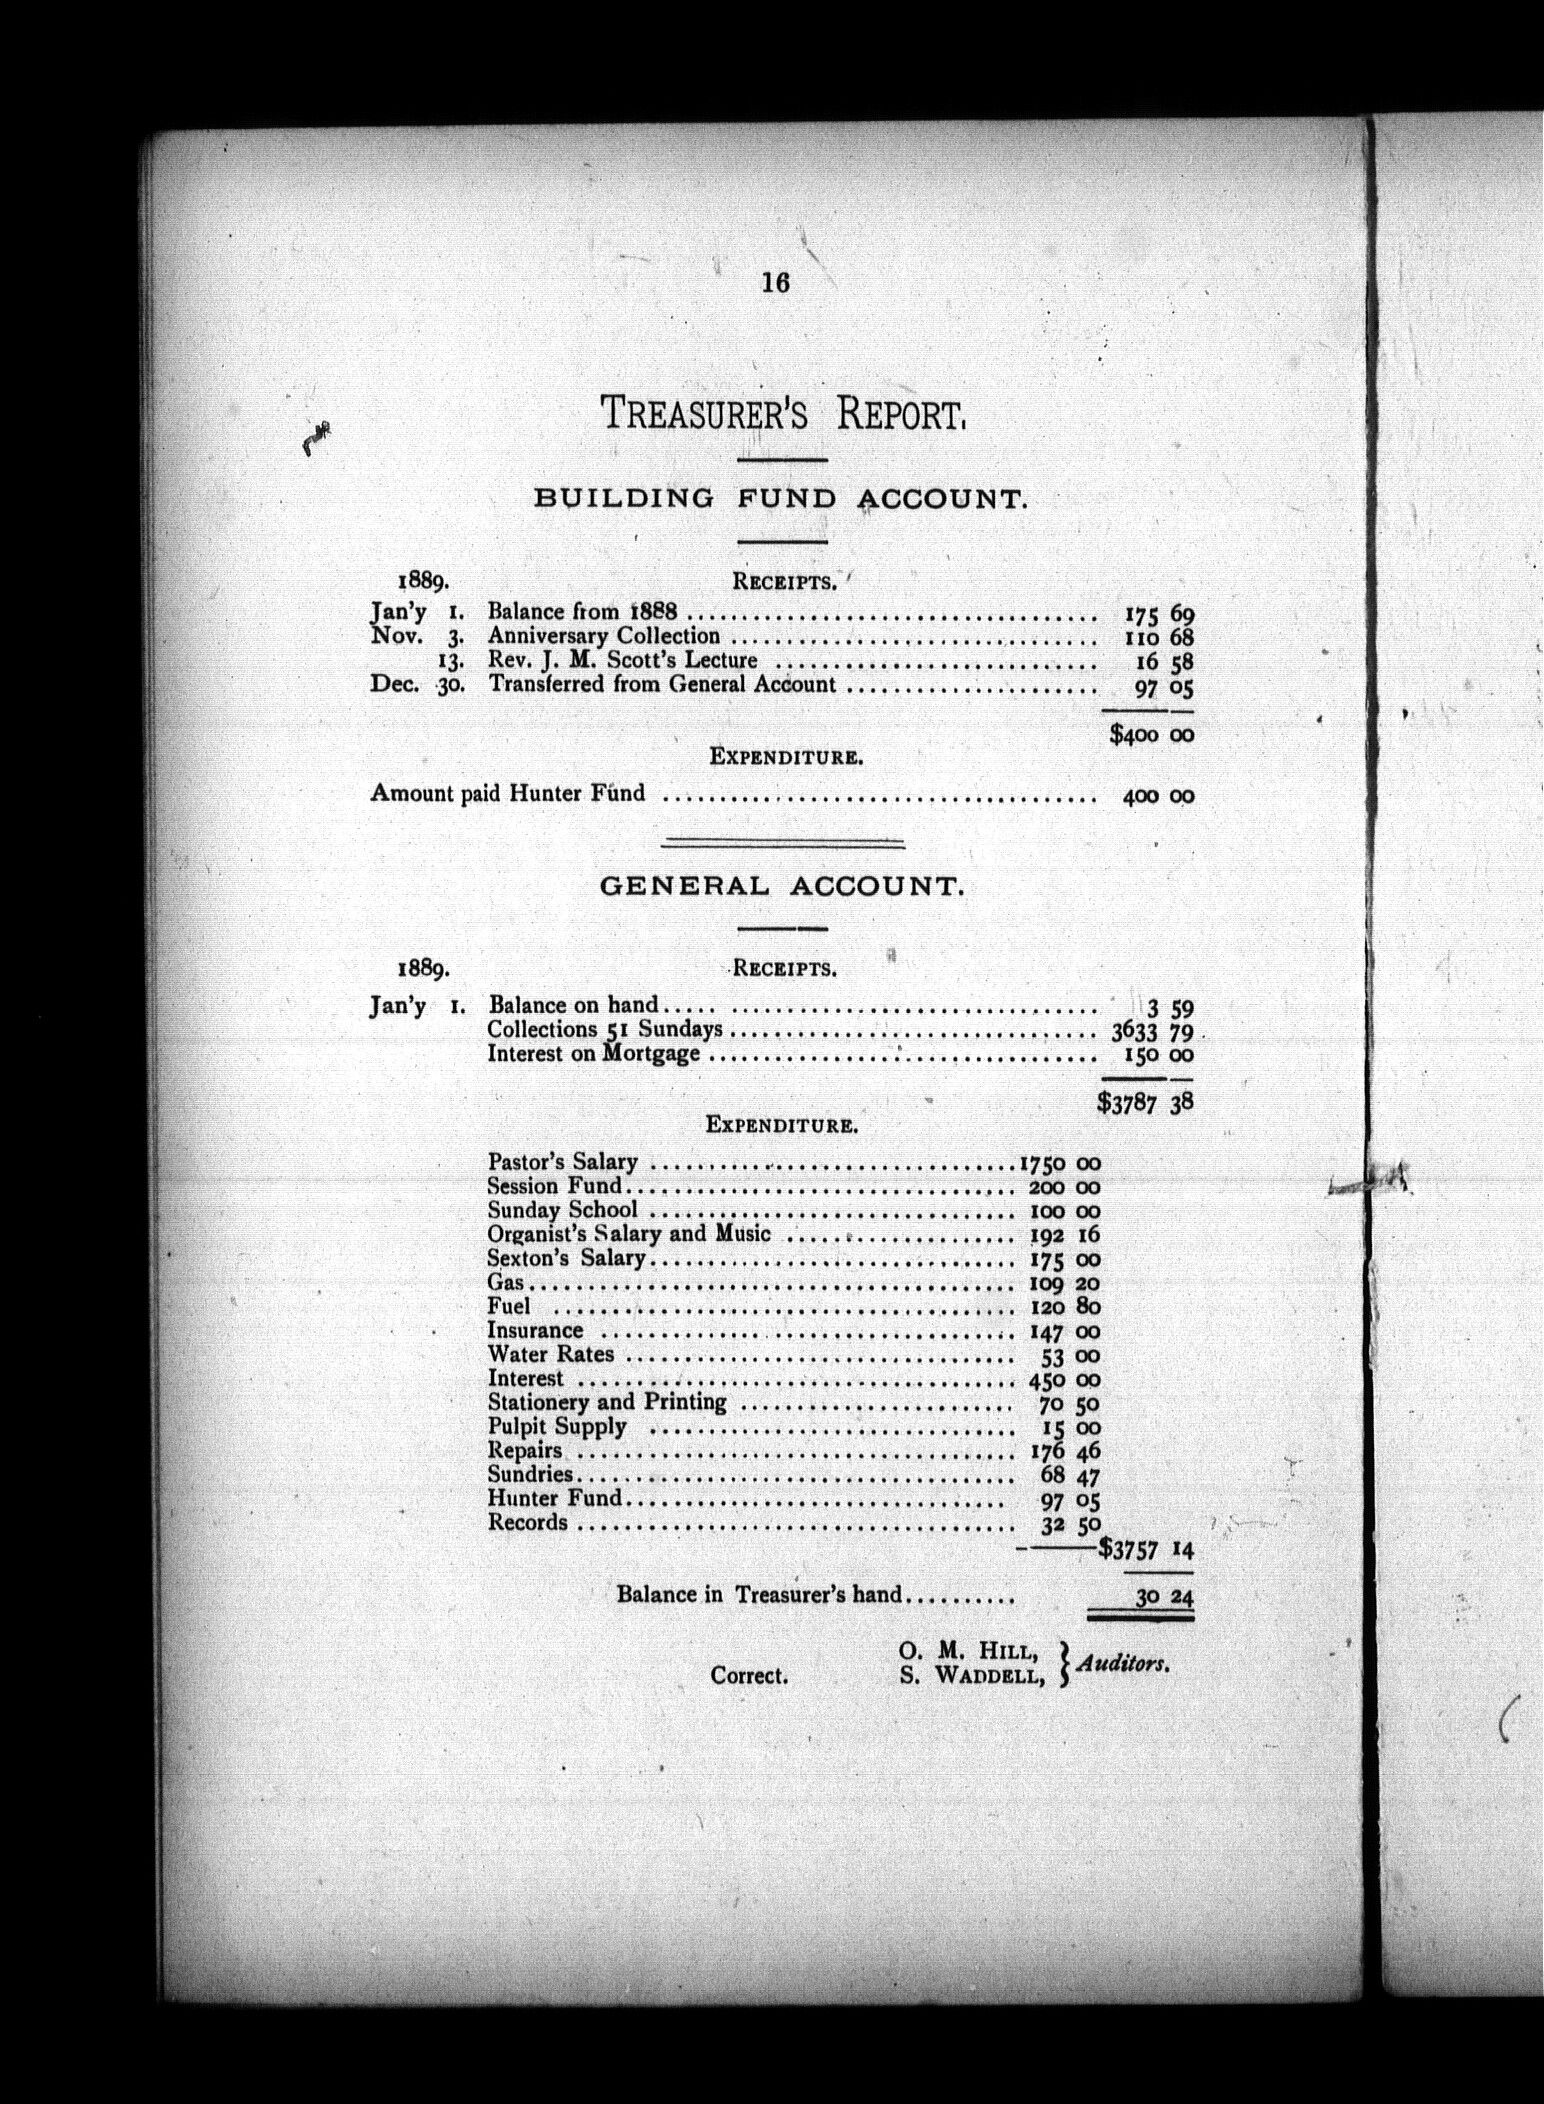 16
TREASURER'S REPORT.
BUILDING FUND ACCOUNT.
1889. RECEIPTS.
Jan'y 1. Balance from 1888 .................................... 175 69
Nov. 3. Anniversary Collection ................................ 110 68
13. Rev. J. M. Scott's Lecture ............................ 16 58
Dec. 30. Transferred from General Account ...................... 97 05
$400 00
EXPENDITURE.
Amount paid Hunter Fund ...................................... 400 00
GENERAL ACCOUNT.
1889. RECEIPTS.
Jan'y 1. Balance on hand..... ................................ 3 59
Collections 51 Sundays ................................ 3633 79
Interest on Mortgage .................................. 150 00
$3787 38
EXPENDITURE.
Pastor's Salary ................................ 1750 00
Session Fund.................................. 200 00
Sunday School ................................ 100 00
Organist's Salary and Music .................... 192 16
Sexton's Salary................................ 175 00
Gas........................................... 109 20
Fuel ........................................ 120 80
Insurance .................................... 147 00
Water Rates .................................. 53 00
Interest ...................................... 450 00
Stationery and Printing ........................ 70 50
Pulpit Supply ................................ 15 00
Repairs ...................................... 176 46
Sundries...................................... 68 47
Hunter Fund................................. 97 05
Records ...................................... 32 50
$3757 14
Balance in Treasurer's hand.......... 30 24
O. M. HILL, } Auditors.
Correct. S. WADDELL,